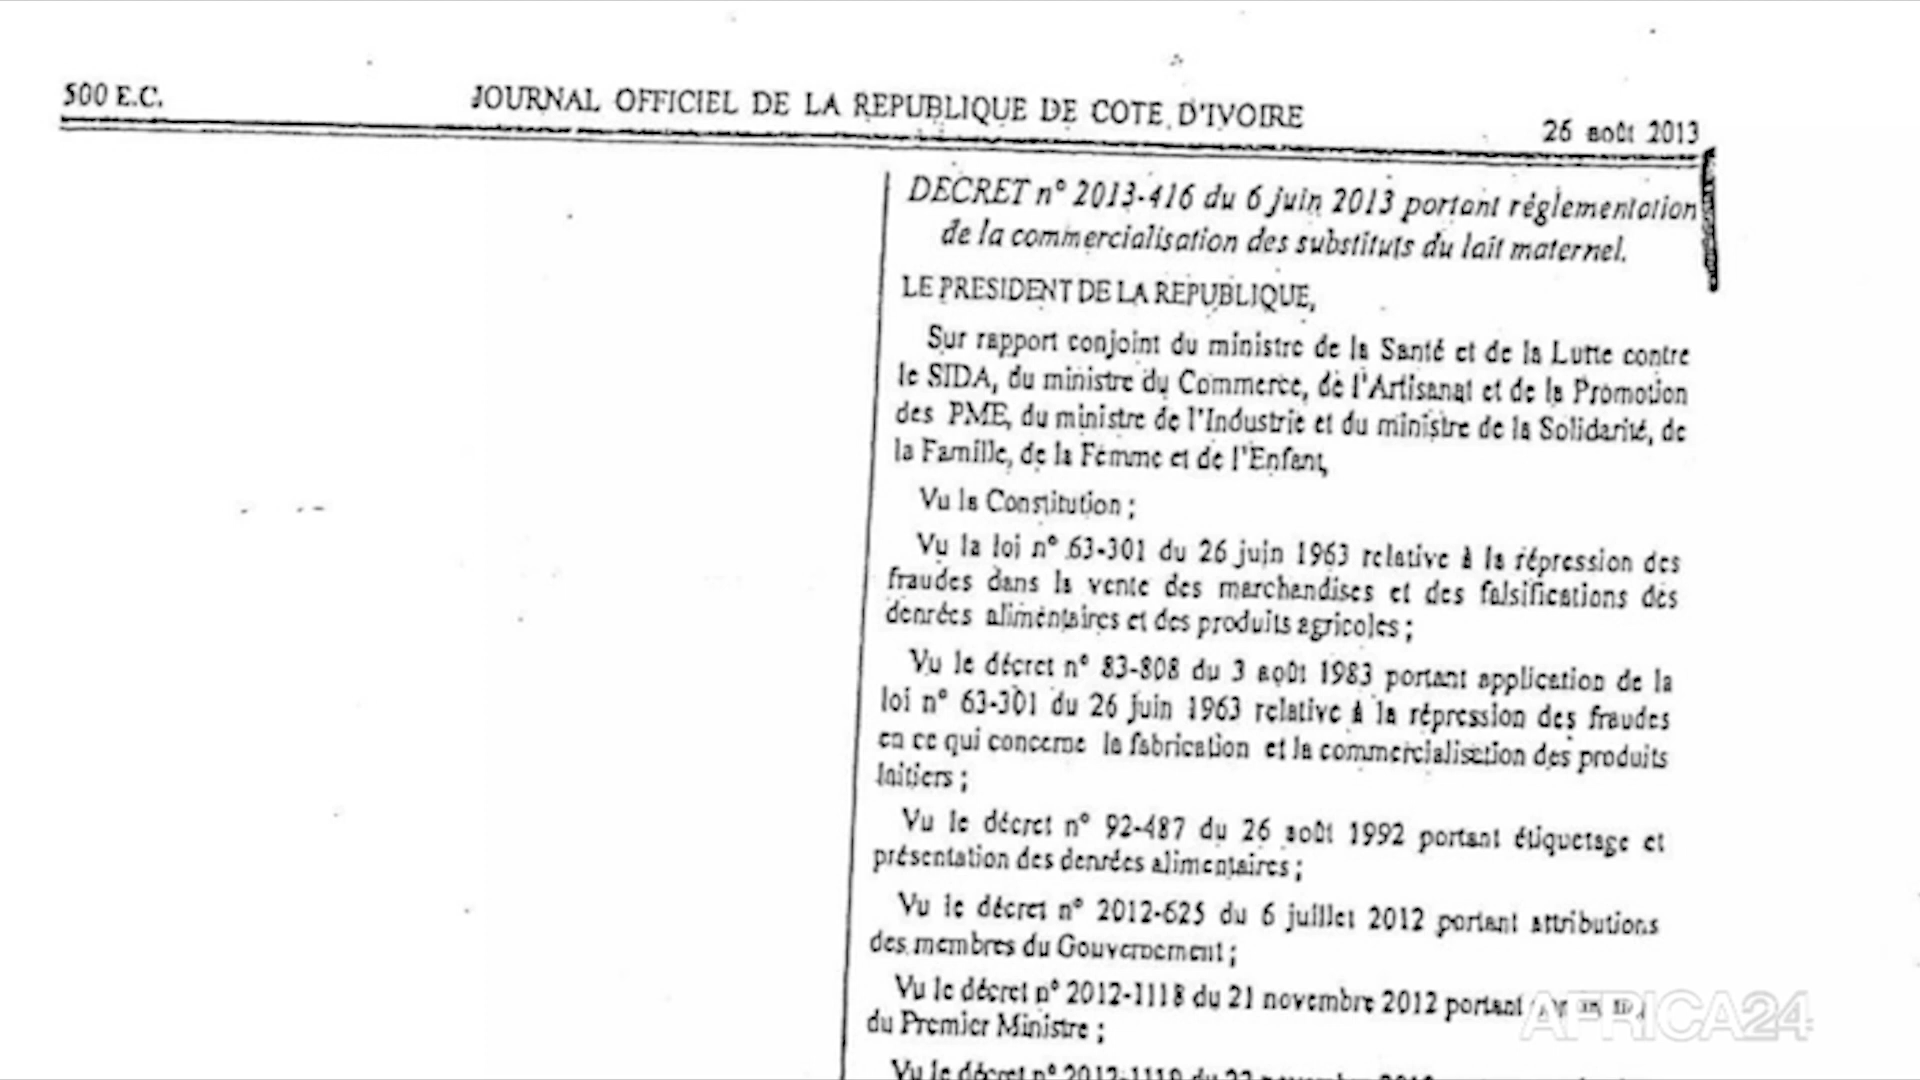 500 E.C.
JOURNAL OFFICIEL DE LA REPUBLIQUE DE COTE D'IVOIRE
26 août 2013
DECRET n° 2013-416 du 6 juin 2013 portant réglementation
de la commercialisation des substituts du lait maternel.
LE PRESIDENT DE LA REPUBLIQUE,
Sur rapport conjoint du ministre de la Santé et de la Lutte contre
le SIDA, du ministre du Commerce, de l'Artisanat et de la Promotion
des PME, du ministre de l'Industrie et du ministre de la Solidarité, de
la Famille, de la Femme et de l'Enfant,
Vu la Constitution ;
Vu la loi n° 63-301 du 26 juin 1963 relative à la répression des
fraudes dans la vente des marchandises et des falsifications des
denrées alimentaires et des produits agricoles ;
Vu le décret n° 83-808 du 3 août 1983 portant application de la
loi n° 63-301 du 26 juin 1963 relative à la répression des fraudes
en ce qui concerne la fabrication et la commercialisation des produits
laitiers ;
Vu le décret n° 92-487 du 26 août 1992 portant étiquetage et
présentation des denrées alimentaires ;
Vu le décret n° 2012-625 du 6 juillet 2012 portant attributions
des membres du Gouvernement ;
Vu le décret n° 2012-1118 du 21 novembre 2012 portant
du Premier Ministre ;
Vu le décret n° 2012-1119 du 22 novembre
AFRICA24